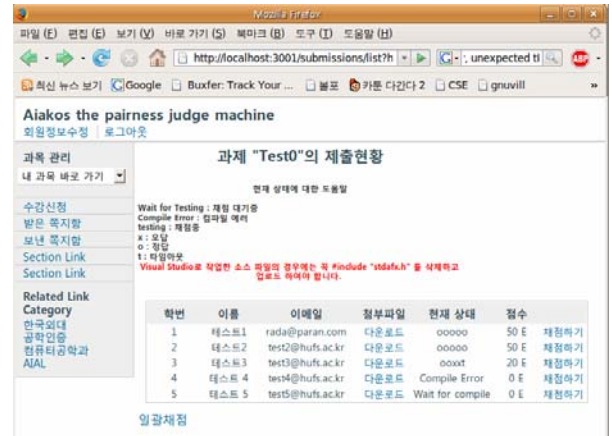 Mozilla Firefox
파일 (F) 편집 (E) 보기 (V) 바로 가기 (S) 북마크 (B) 도구 (T) 도움말 (H)
http://localhost:3001/submissions/list?h
, unexpected ti
ABP
최신 뉴스 보기 Google Buxfer: Track Your ... 볼포 카툰 다간다 2 CSE gnuvill »
Aiakos the pairness judge machine
회원정보수정 | 로그아웃
과목 관리
내 과목 바로 가기
수강신청
받은 쪽지함
보낸 쪽지함
Section Link
Section Link
Related Link
Category
한국외대
공학인증
컴퓨터공학과
AIAL
과제 "Test0"의 제출현황
현재 상태에 대한 도움말
Wait for Testing : 채점 대기중
Compile Error : 컴파일 에러
testing : 채점중
x : 오답
o : 정답
t : 타임아웃
Visual Studio로 작업한 소스 파일의 경우에는 꼭 #include "stdafx.h" 를 삭제하고
업로드 하여야 합니다.
학번 이름 이메일 첨부파일 현재 상태 점수
1 테스트1 rada@paran.com 다운로드 ooooo 50 E 채점하기
2 테스트2 test2@hufs.ac.kr 다운로드 ooooo 50 E 채점하기
3 테스트3 test3@hufs.ac.kr 다운로드 ooxxt 20 E 채점하기
4 테스트 4 test4@hufs.ac.kr 다운로드 Compile Error 0 E 채점하기
5 테스트 5 test5@hufs.ac.kr 다운로드 Wait for compile 0 E 채점하기
일괄채점